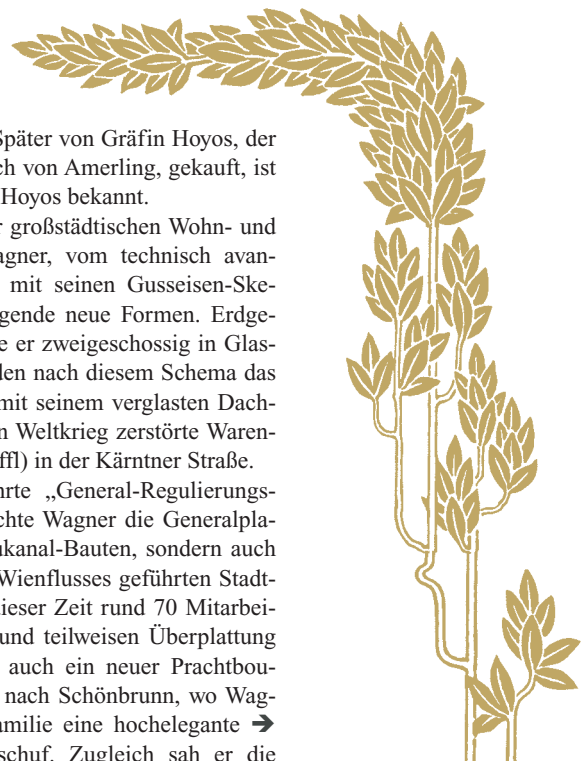 Später von Gräfin Hoyos, der
ch von Amerling, gekauft, ist
Hoyos bekannt.
r großstädtischen Wohn- und
agner, vom technisch avan-
mit seinen Gusseisen-Ske-
gende neue Formen. Erdge-
e er zweigeschossig in Glas-
den nach diesem Schema das
mit seinem verglasten Dach-
n Weltkrieg zerstörte Waren-
ffl) in der Kärntner Straße.
hrte „General-Regulierungs-
chte Wagner die Generalpla-
ukanal-Bauten, sondern auch
Wienflusses geführten Stadt-
dieser Zeit rund 70 Mitarbei-
und teilweisen Überplattung
auch ein neuer Prachtbou-
nach Schönbrunn, wo Wag-
amilie eine hochelegante ➔
schuf. Zugleich sah er die